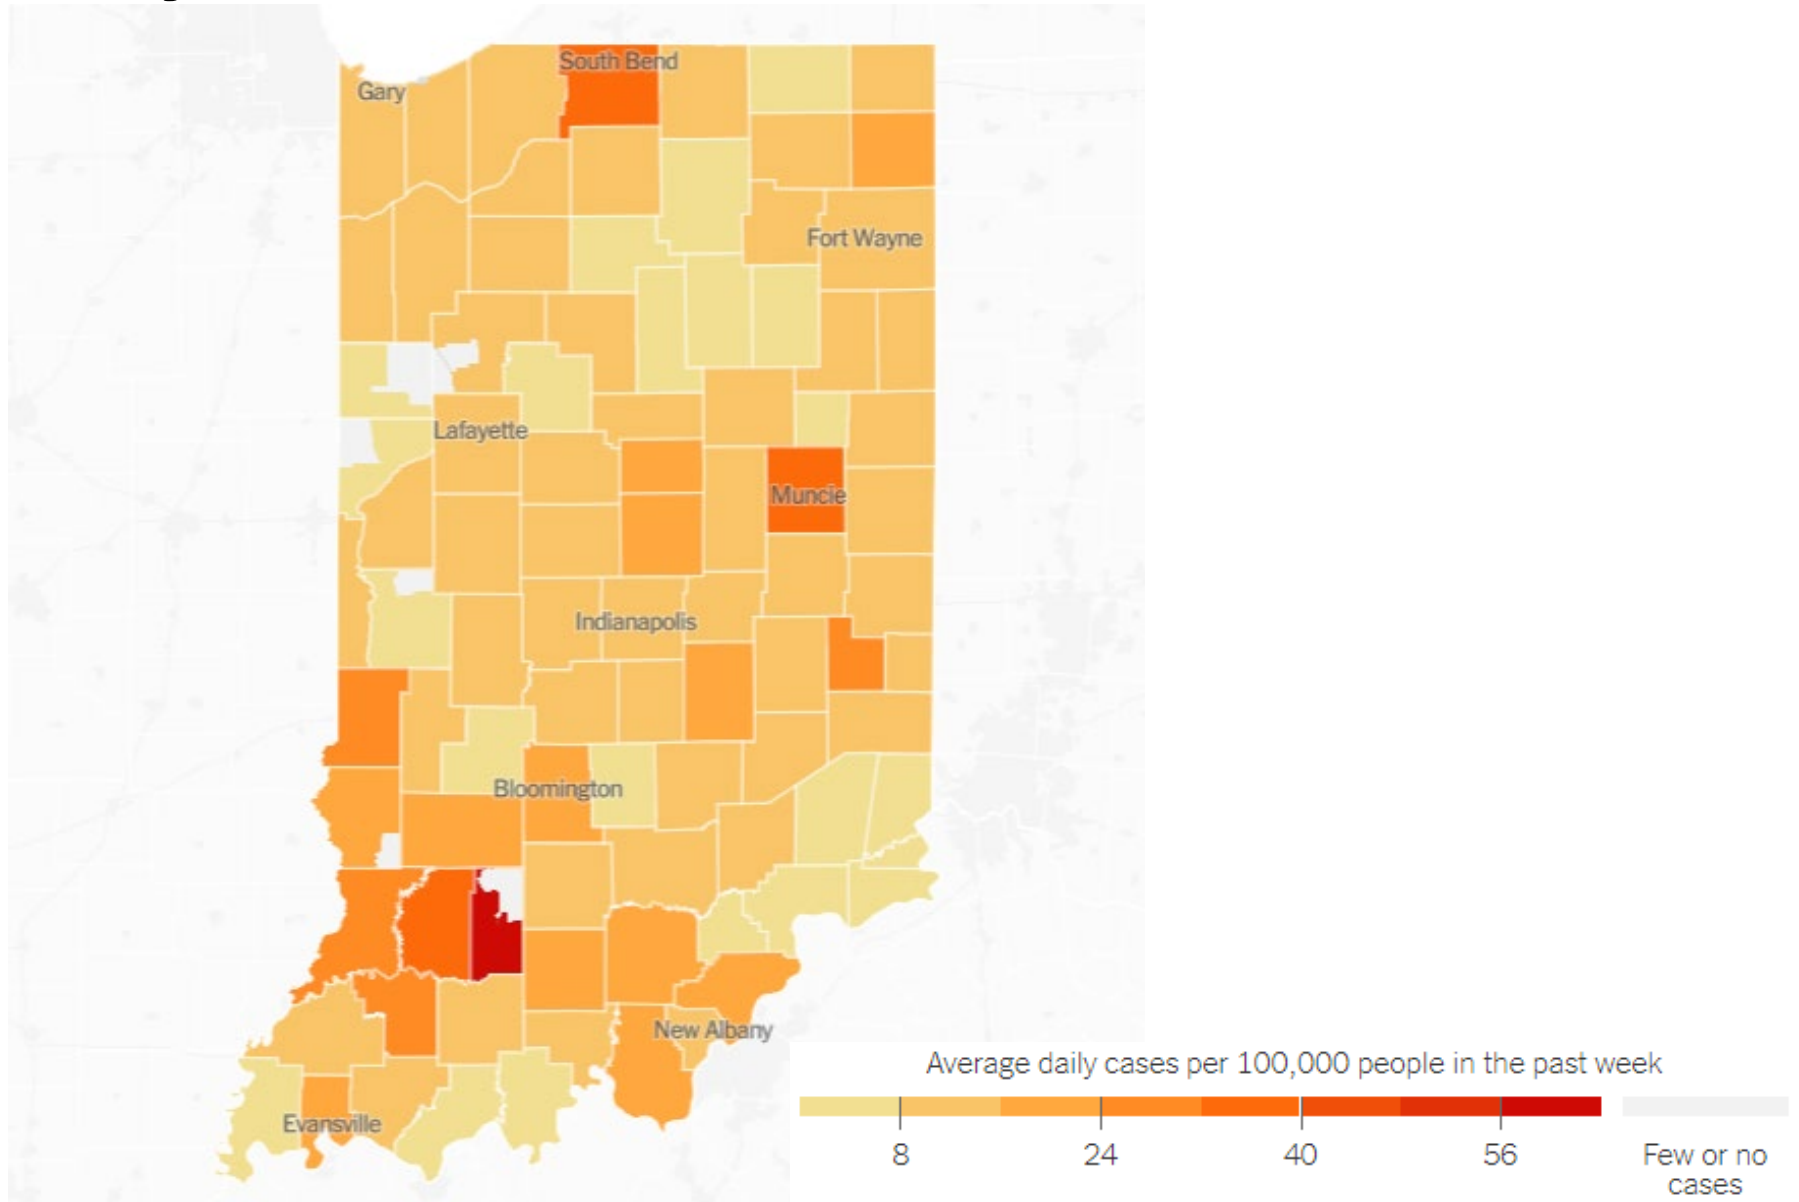 South Bend
Gary
Fort Wayne
Lafayette
Muncie
Indianapolis
Bloomington
New Albany
Evansville
Average daily cases per 100,000 people in the past week
8
24
40
56
Few or no
cases